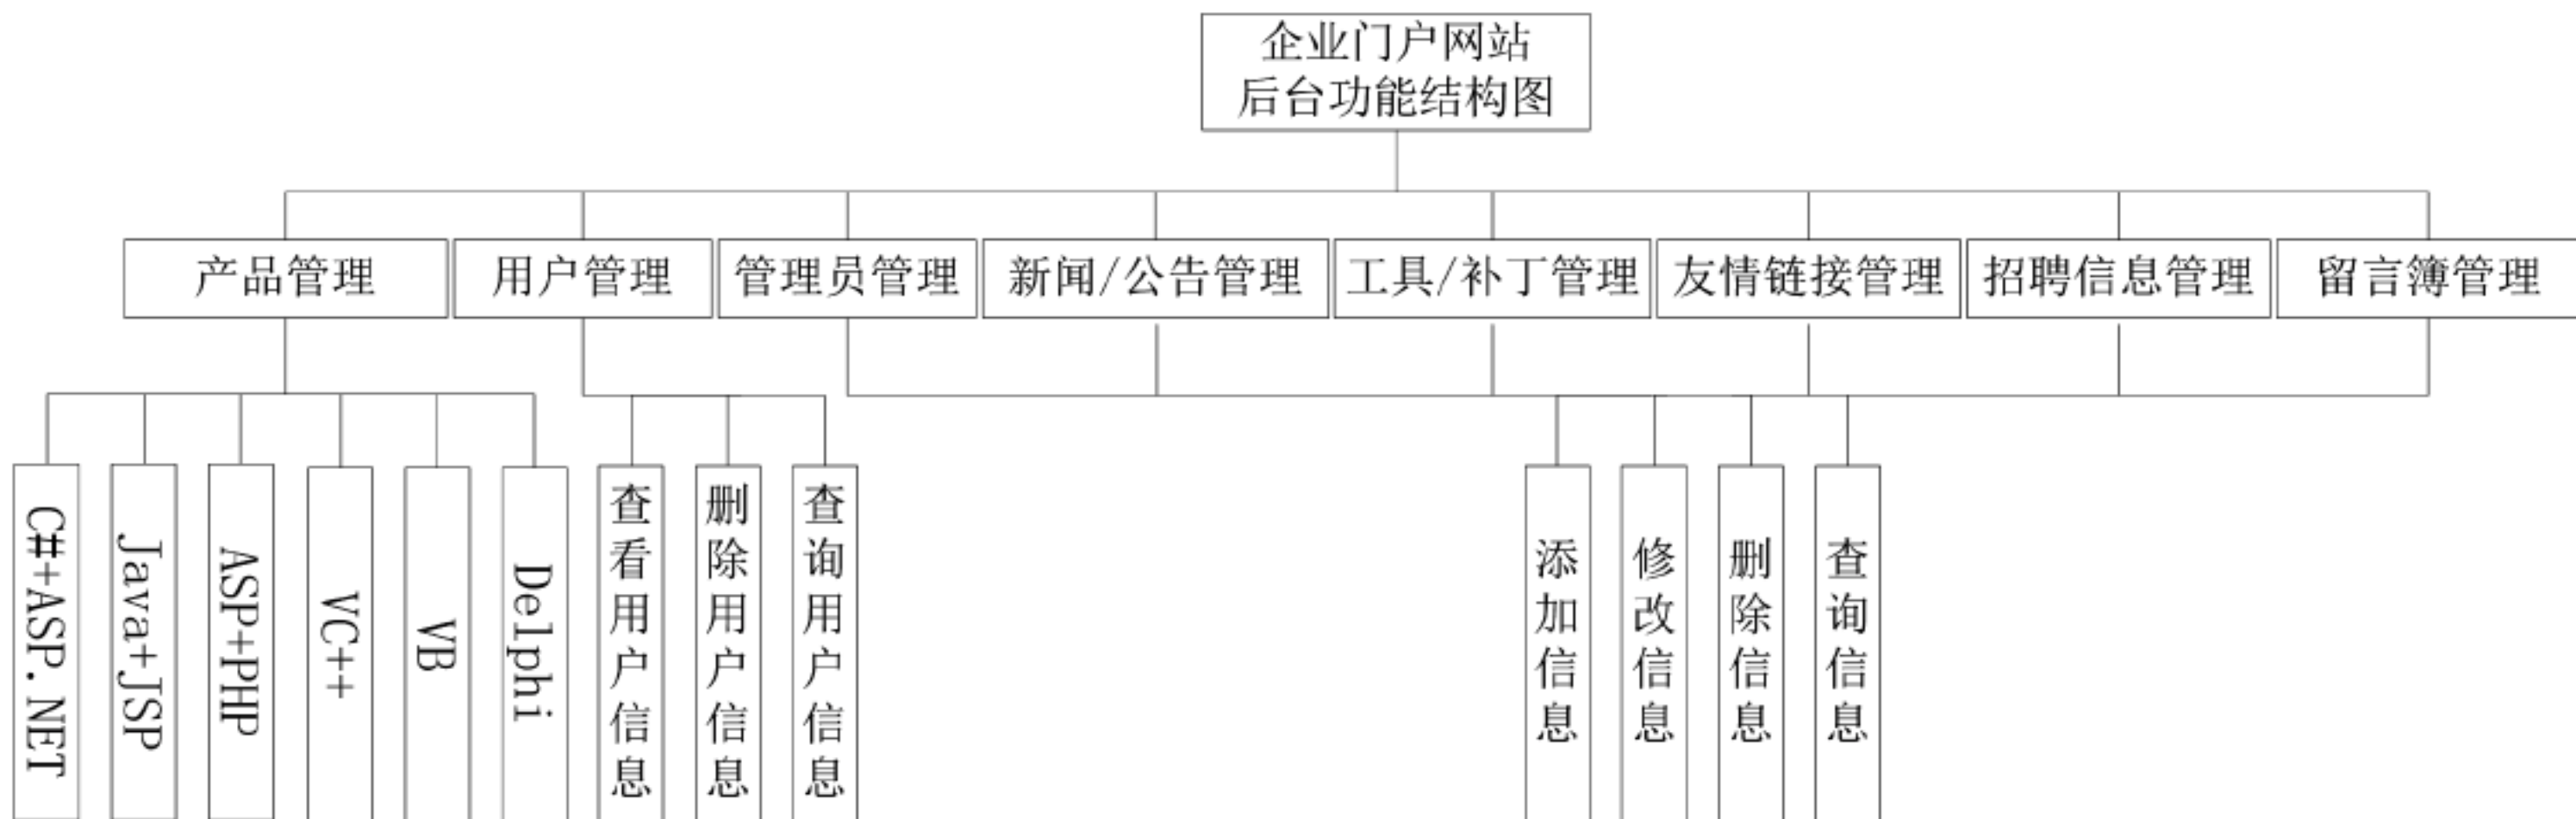 企业门户网站
后台功能结构图
产品管理
用户管理
管理员管理
新闻/公告管理
工具/补丁管理
友情链接管理
招聘信息管理
留言簿管理
C#+ASP.NET
Java+JSP
ASP+PHP
VC++
VB
Delphi
查看用户信息
删除用户信息
查询用户信息
添加信息
修改信息
删除信息
查询信息